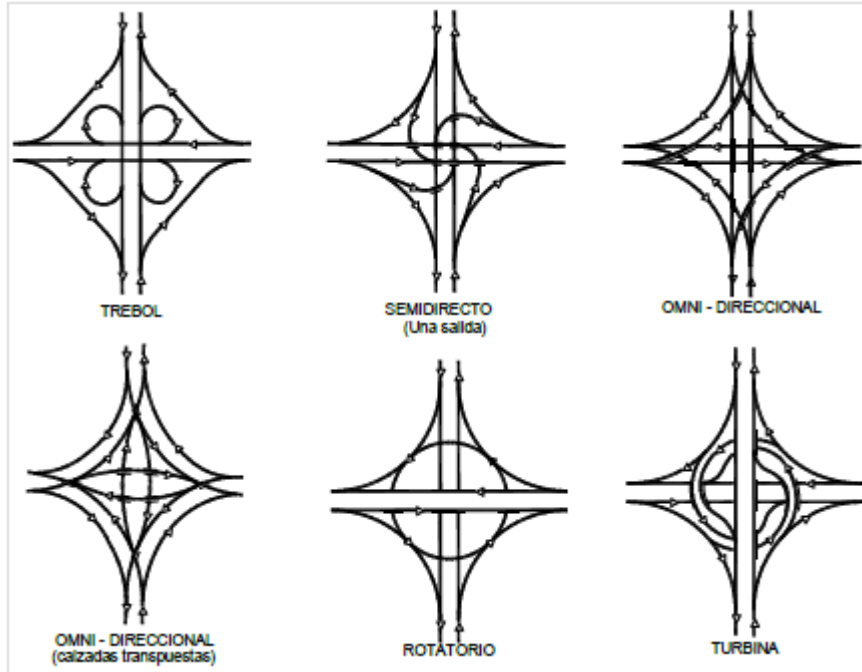 TREBOL
SEMIDIRECTO
(Una salida)
OMNI - DIRECCIONAL
OMNI - DIRECCIONAL
(calzadas transpuestas)
ROTATORIO
TURBINA